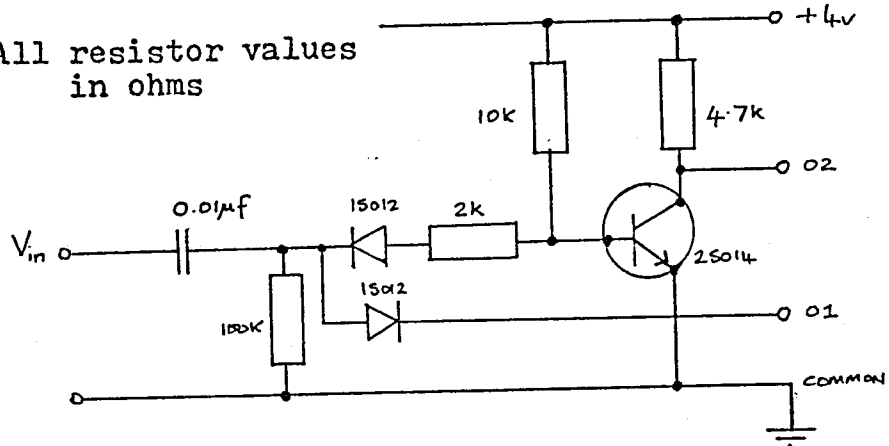 All resistor values
in ohms
+4v
10K
4.7K
02
0.01µf
1S012
2K
Vin
2S014
1S012
100K
01
COMMON